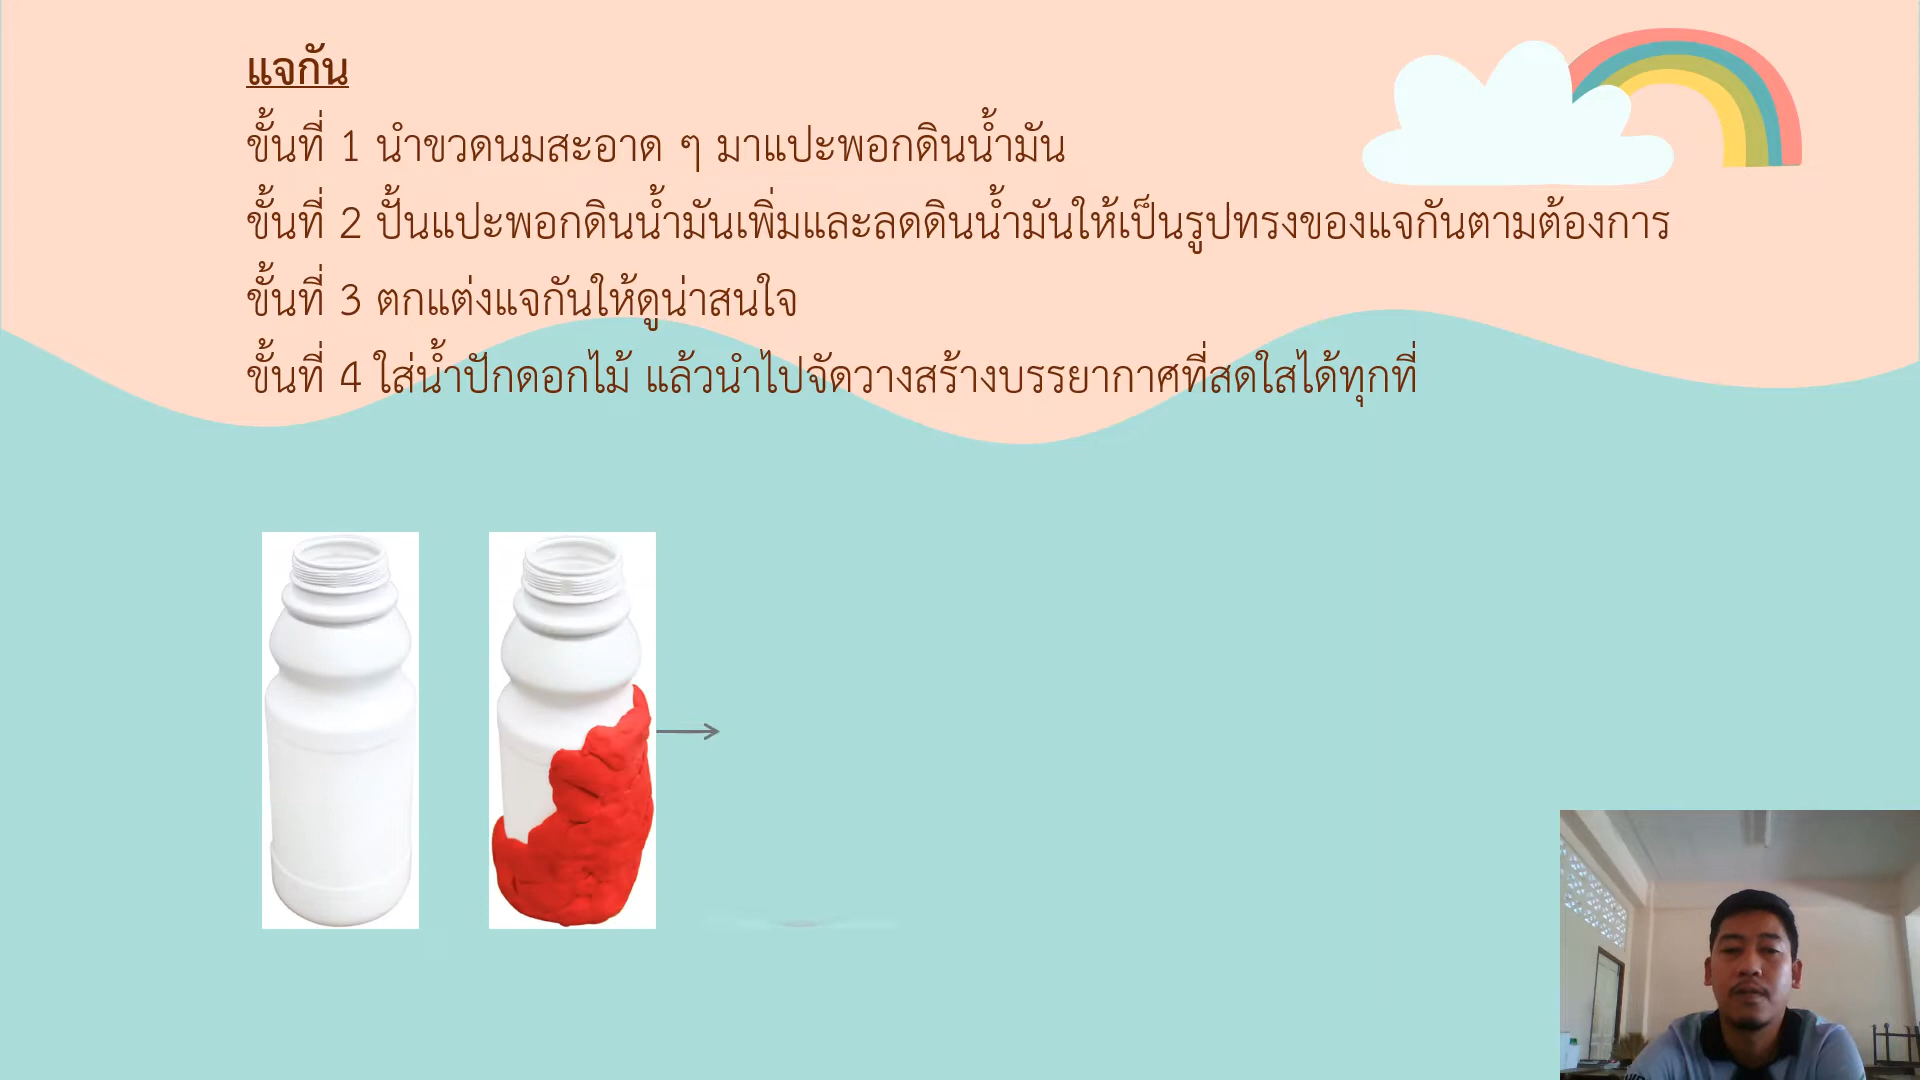 แจกัน
ขั้นที่ 1 นำขวดนมสะอาด ๆ มาแปะพอกดินน้ำมัน
ขั้นที่ 2 ปั้นแปะพอกดินน้ำมันเพิ่มและลดดินน้ำมันให้เป็นรูปทรงของแจกันตามต้องการ
ขั้นที่ 3 ตกแต่งแจกันให้ดูน่าสนใจ
ขั้นที่ 4 ใส่น้ำปักดอกไม้ แล้วนำไปจัดวางสร้างบรรยากาศที่สดใสได้ทุกที่